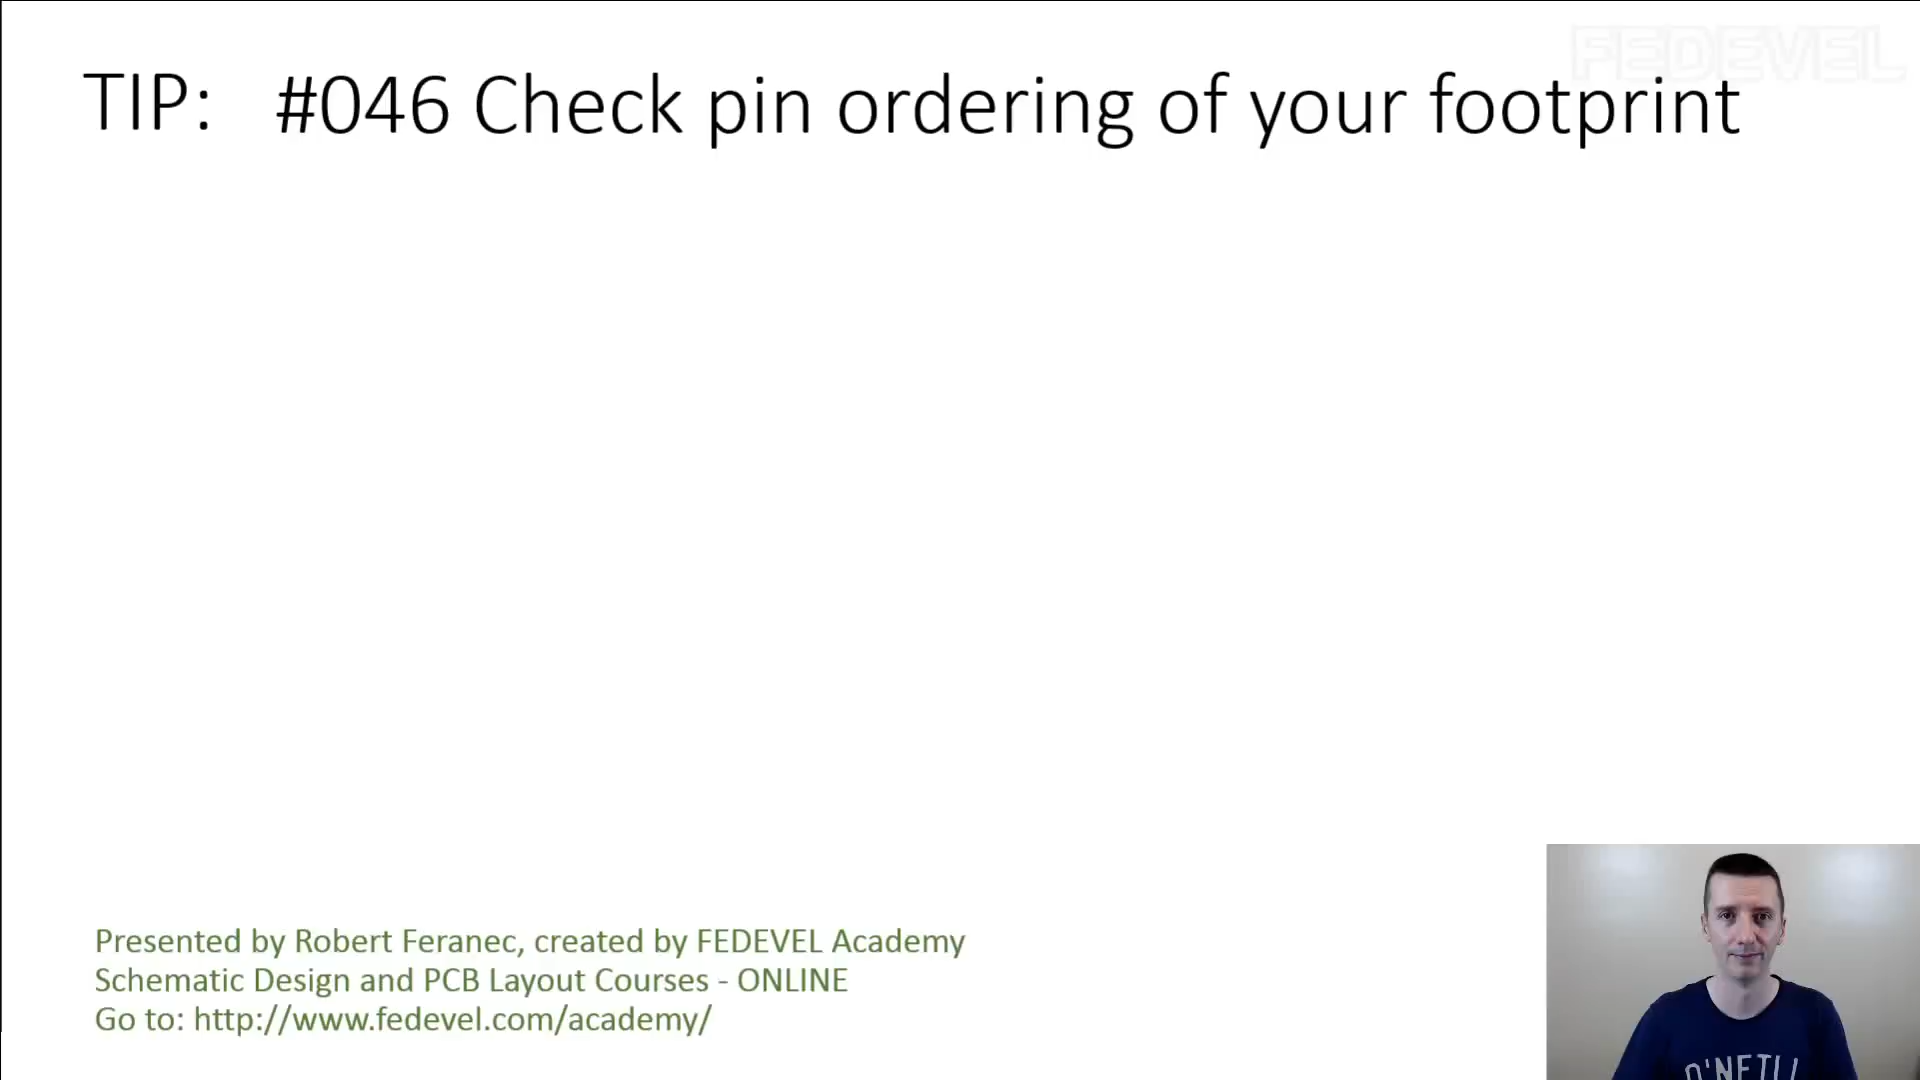 FEDEVEL
TIP: #046 Check pin ordering of your footprint
Presented by Robert Feranec, created by FEDEVEL Academy
Schematic Design and PCB Layout Courses - ONLINE
Go to: http://www.fedevel.com/academy/
O'NEILL